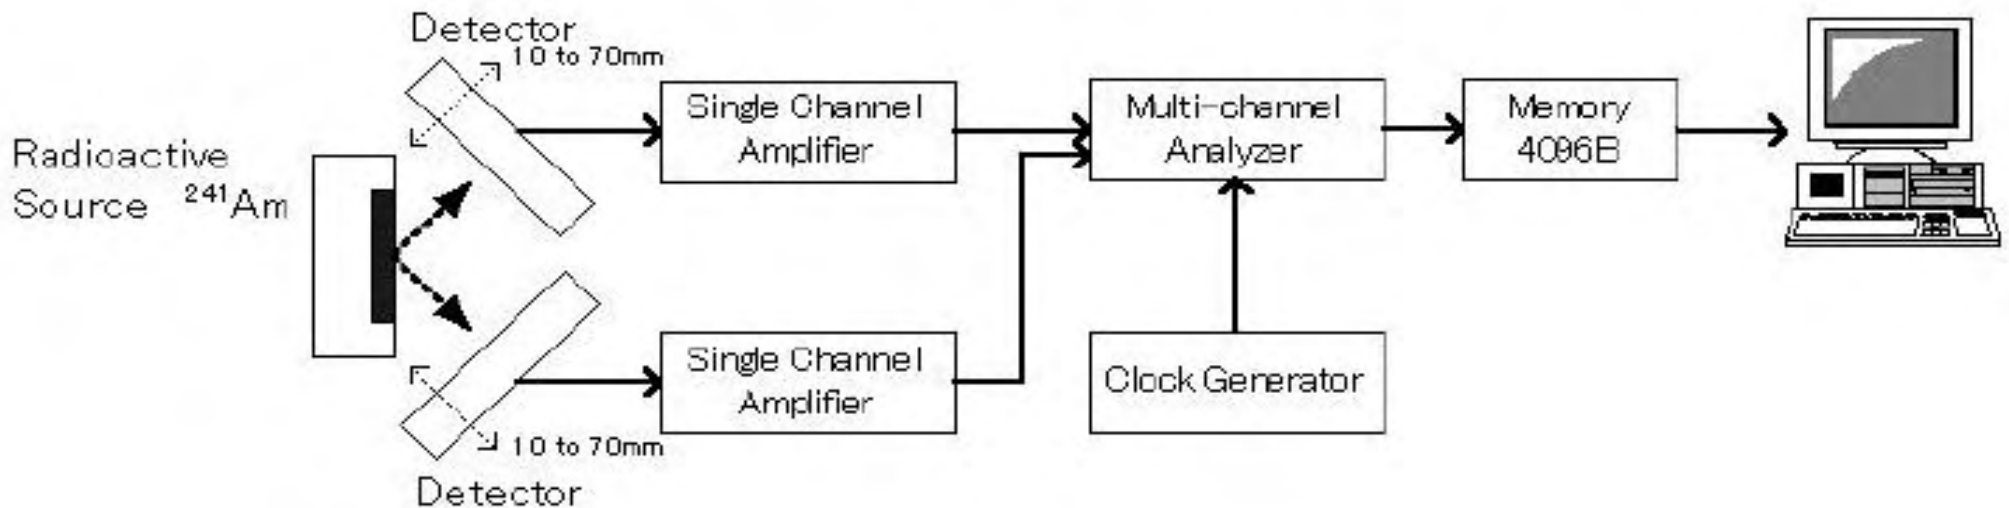 Detector
10 to 70mm
Radioactive
Source ²⁴¹Am
Single Channel
Amplifier
Multi-channel
Analyzer
Memory
4096B
Single Channel
Amplifier
Clock Generator
10 to 70mm
Detector